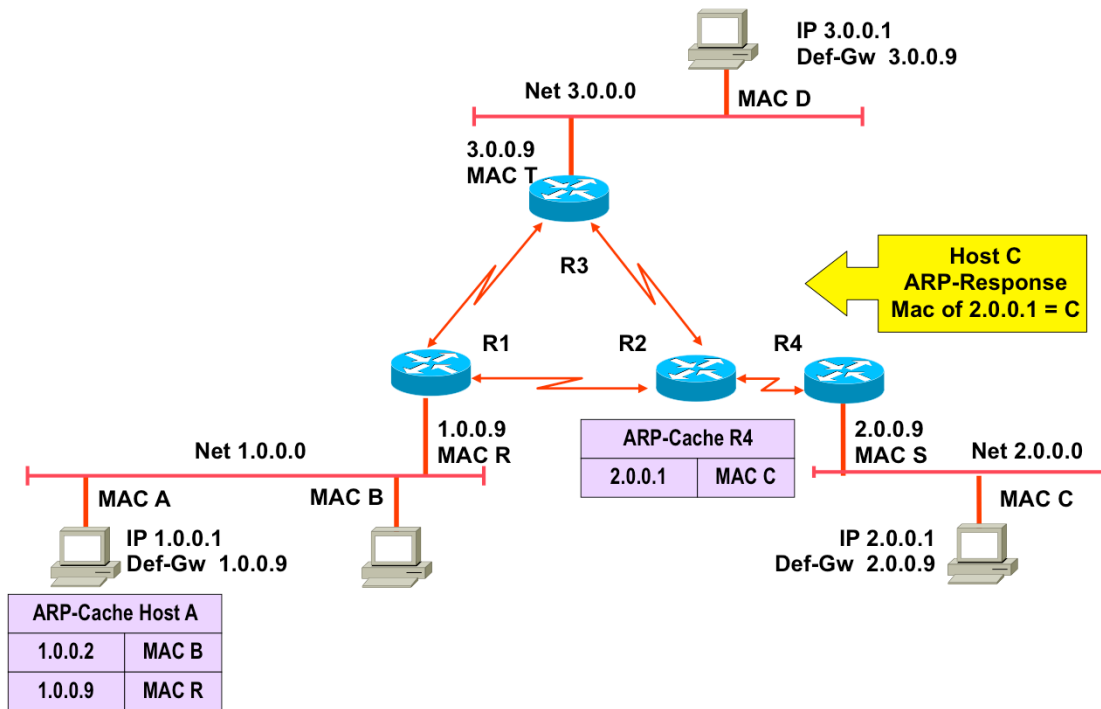 IP 3.0.0.1
Def-Gw 3.0.0.9
Net 3.0.0.0
MAC D
3.0.0.9
MAC T
R3
Host C
ARP-Response
Mac of 2.0.0.1 = C
R1
R2
R4
1.0.0.9
MAC R
ARP-Cache R4
2.0.0.1 MAC C
2.0.0.9
MAC S
Net 1.0.0.0
Net 2.0.0.0
MAC A
MAC B
MAC C
IP 1.0.0.1
Def-Gw 1.0.0.9
IP 2.0.0.1
Def-Gw 2.0.0.9
ARP-Cache Host A
1.0.0.2 MAC B
1.0.0.9 MAC R